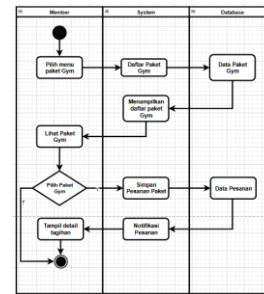 Member
System
Database
Pilih menu
paket Gym
Daftar Paket
Gym
Data Paket
Gym
Menampilkan
daftar paket
Gym
Lihat Paket
Gym
Pilih Paket
Gym
Simpan
Pesanan Paket
Data Pesanan
T
Tampil detail
tagihan
Notifikasi
Pesanan